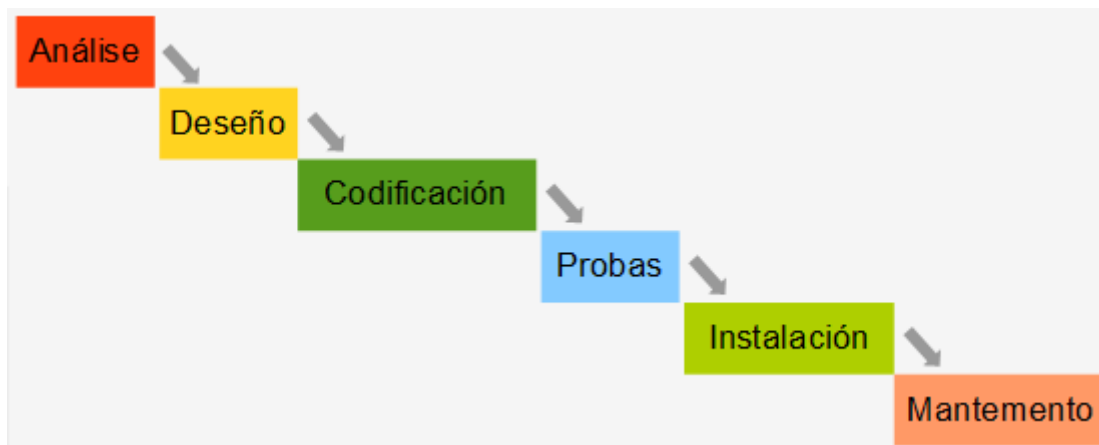 Análise
Deseño
Codificación
Probas
Instalación
Mantemento